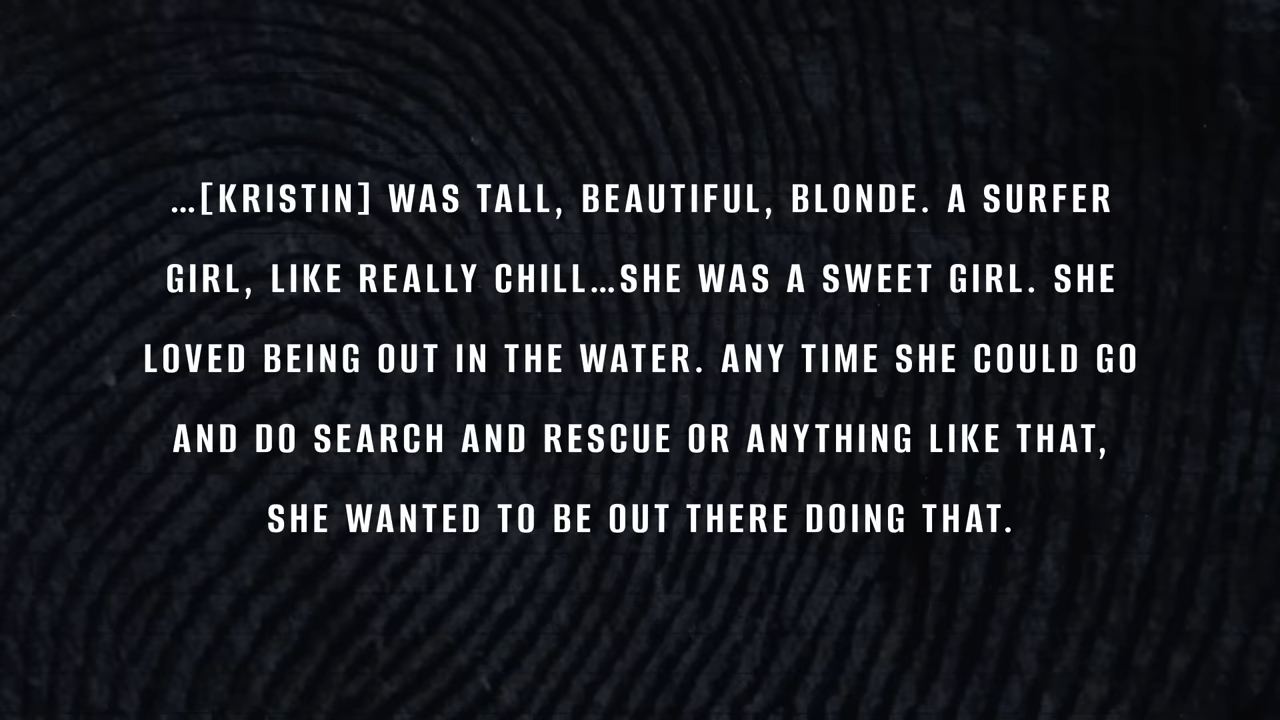 ...[KRISTIN] WAS TALL, BEAUTIFUL, BLONDE. A SURFER
GIRL, LIKE REALLY CHILL...SHE WAS A SWEET GIRL. SHE
LOVED BEING OUT IN THE WATER. ANY TIME SHE COULD GO
AND DO SEARCH AND RESCUE OR ANYTHING LIKE THAT,
SHE WANTED TO BE OUT THERE DOING THAT.